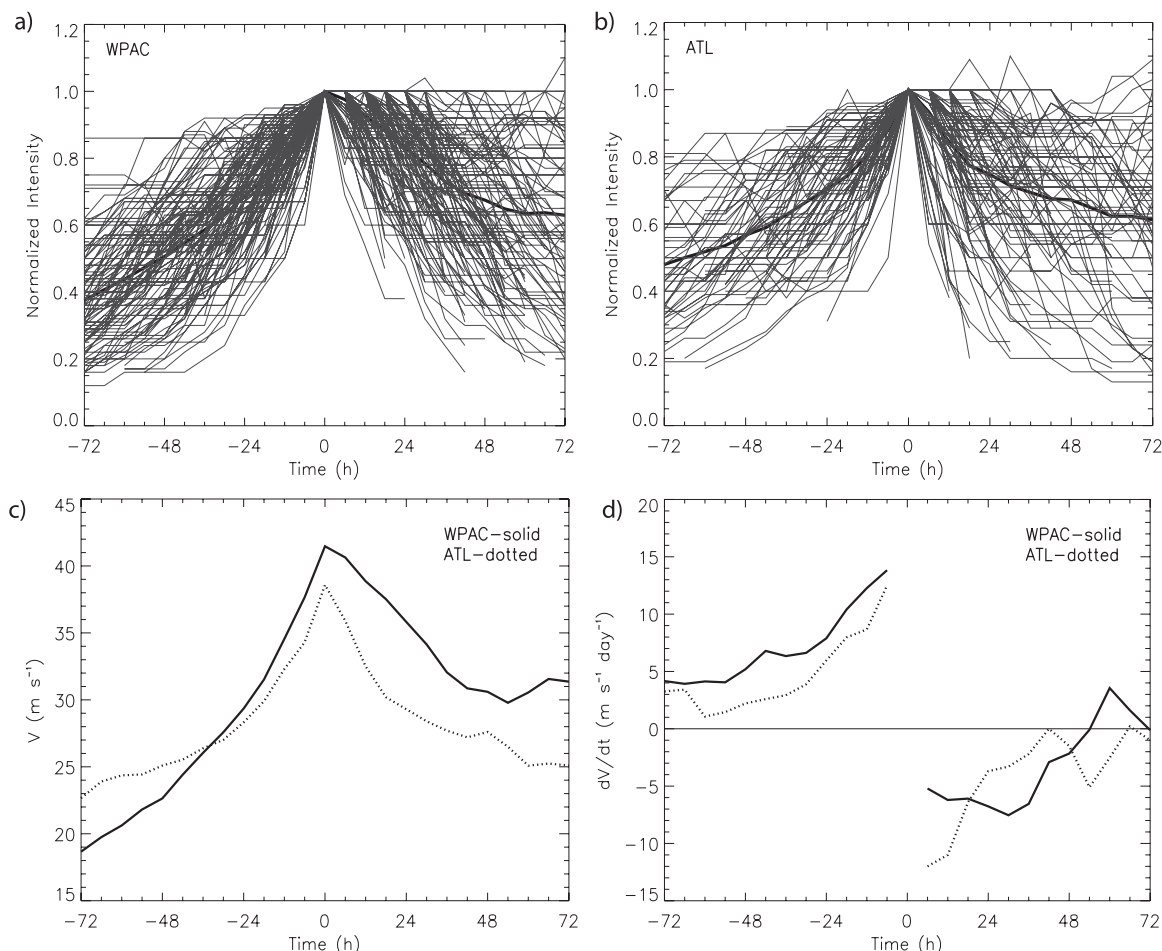 a)
WPAC
Normalized Intensity
1.2
1.0
0.8
0.6
0.4
0.2
0.0
−72 −48 −24 0 24 48 72
Time (h)
b)
ATL
Normalized Intensity
1.2
1.0
0.8
0.6
0.4
0.2
0.0
−72 −48 −24 0 24 48 72
Time (h)
c)
WPAC−solid
ATL−dotted
V (m s⁻¹)
45
40
35
30
25
20
15
−72 −48 −24 0 24 48 72
Time (h)
d)
WPAC−solid
ATL−dotted
dV/dt (m s⁻¹ day⁻¹)
20
15
10
5
0
−5
−10
−15
−72 −48 −24 0 24 48 72
Time (h)